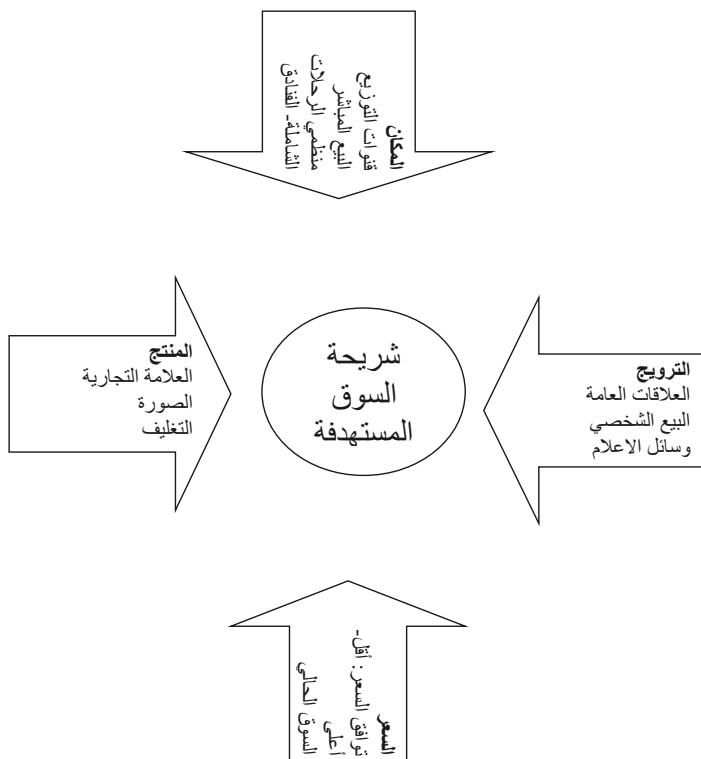 المكان
قنوات التوزيع
البيع المباشر
منظمي الرحلات
الشاملة- الفنادق
المنتج
العلامة التجارية
الصورة
التغليف
شريحة
السوق
المستهدفة
الترويج
العلاقات العامة
البيع الشخصي
وسائل الاعلام
السعر
توافق السعر: أقل-
أعلى
السوق الحالي